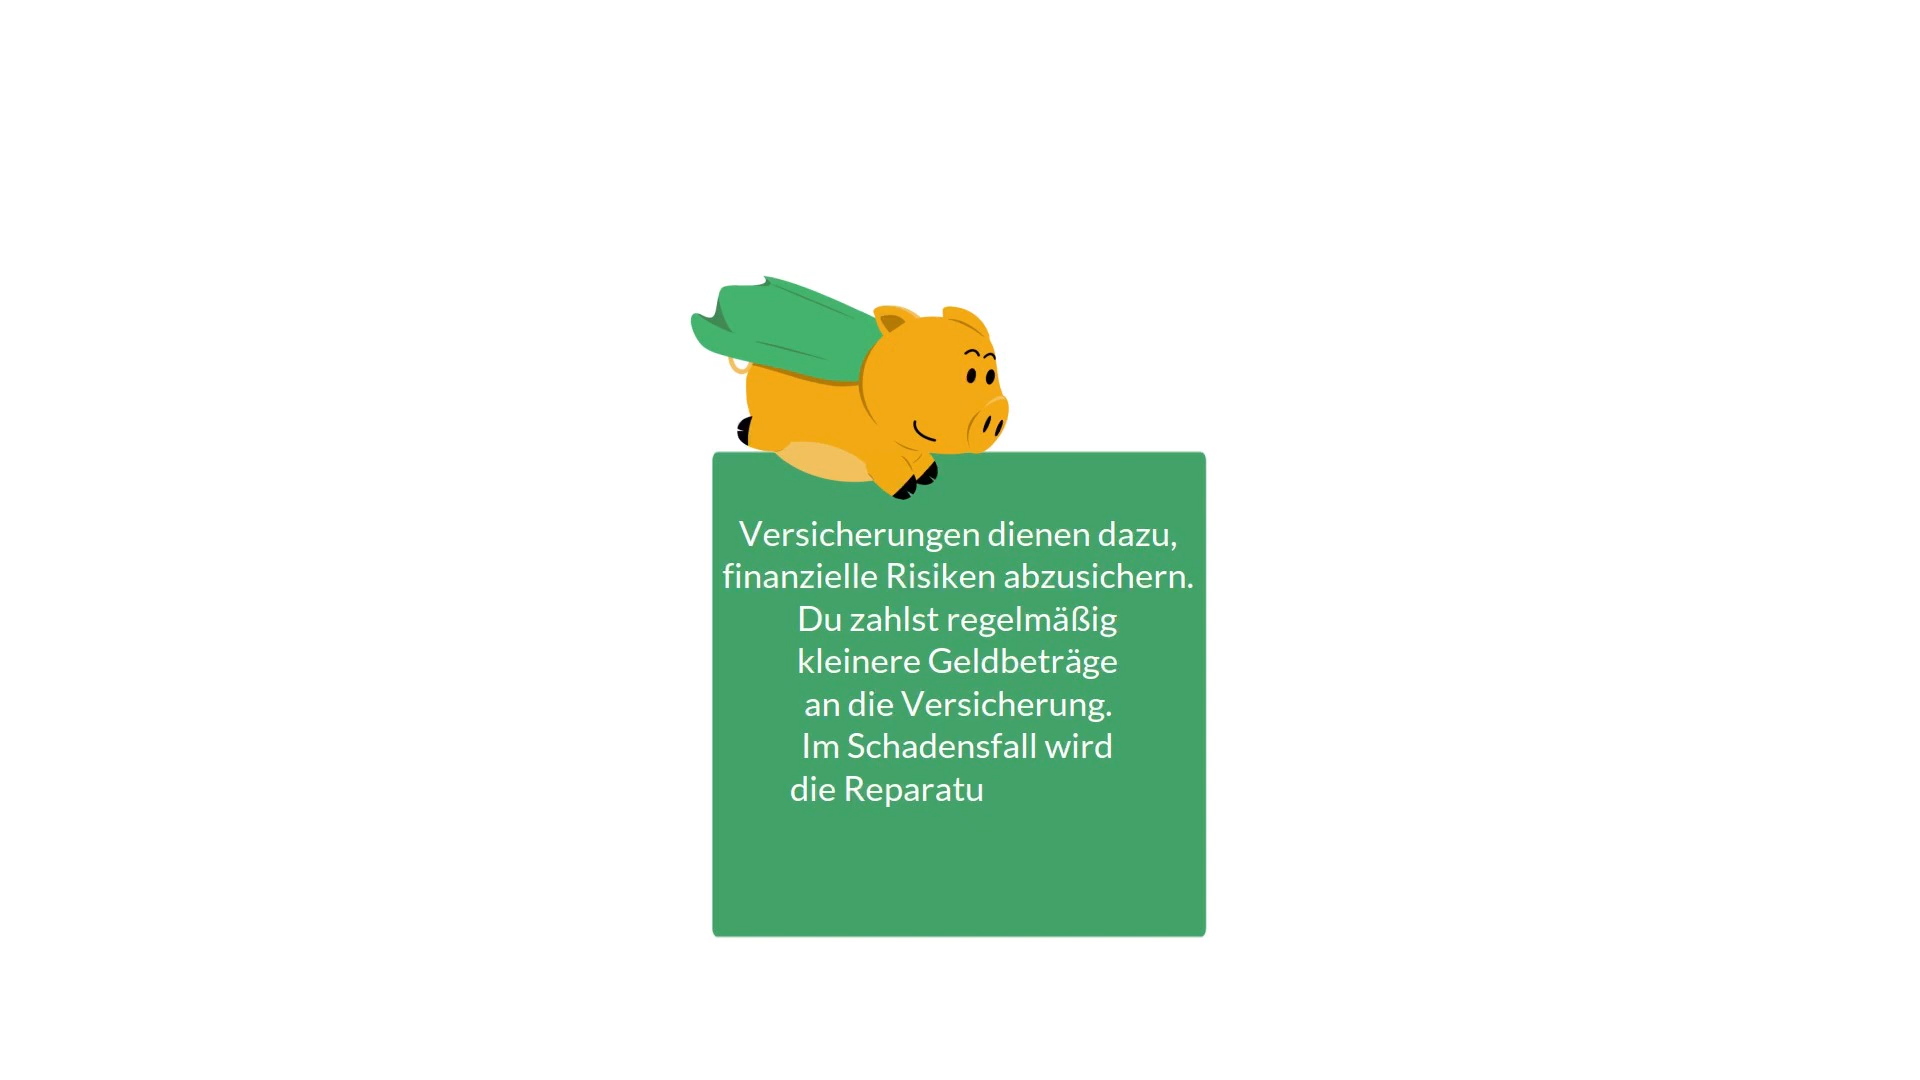 Versicherungen dienen dazu,
finanzielle Risiken abzusichern.
Du zahlst regelmäßig
kleinere Geldbeträge
an die Versicherung.
Im Schadensfall wird
die Reparatu